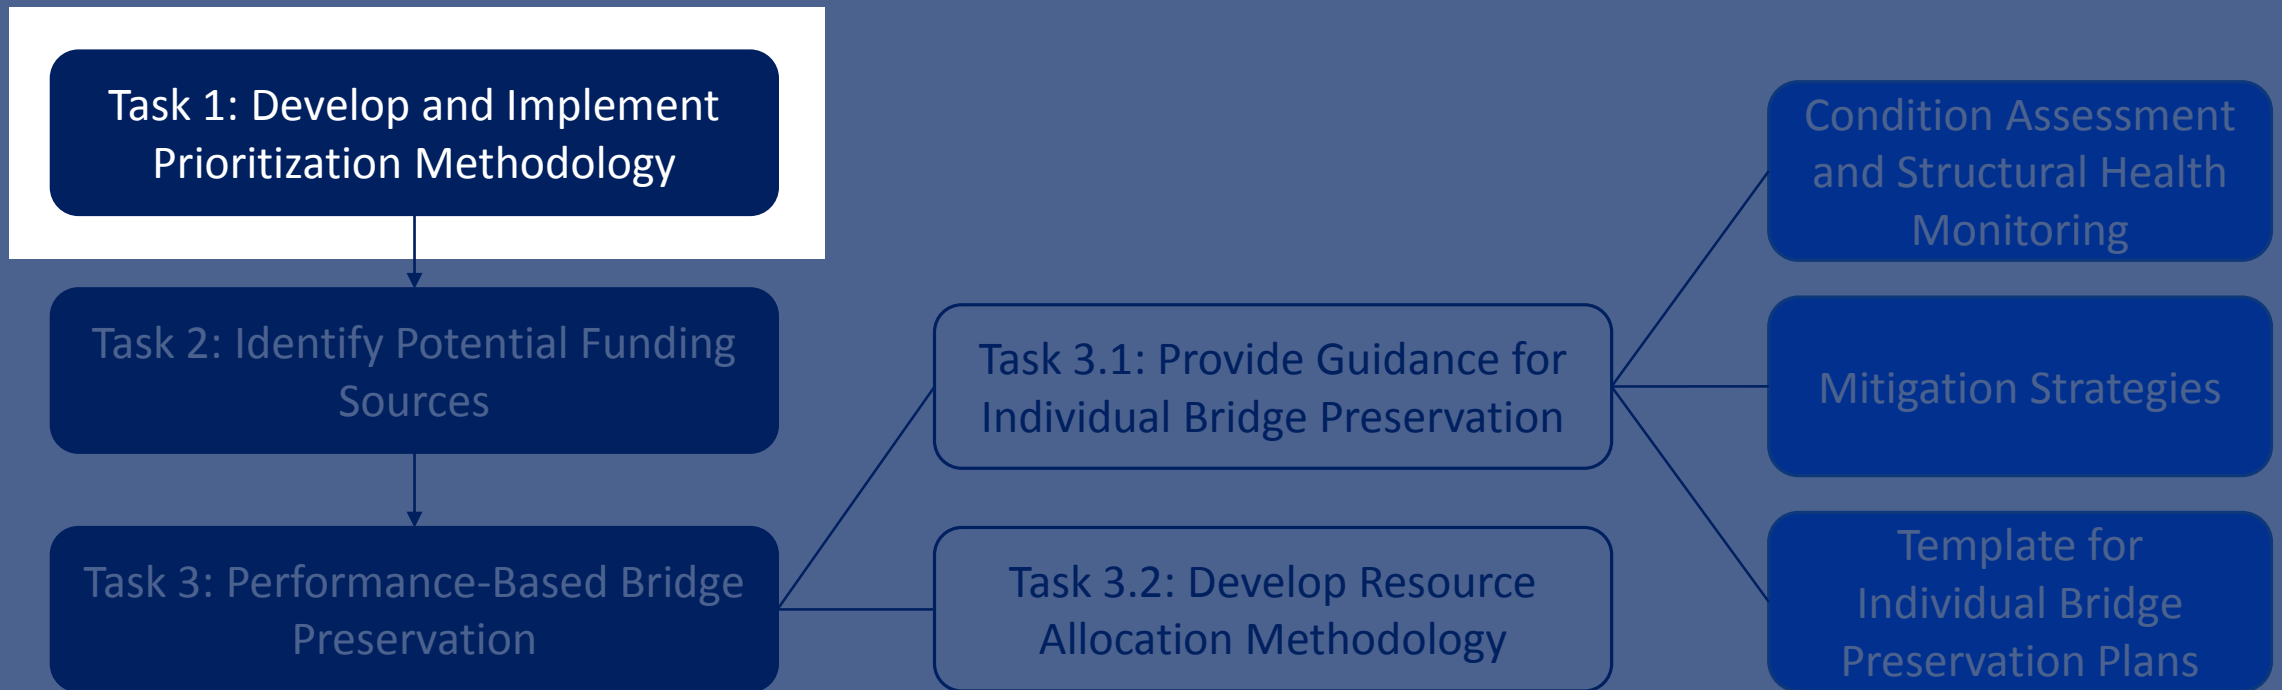 Task 1: Develop and Implement
Prioritization Methodology
Task 2: Identify Potential Funding
Sources
Task 3: Performance-Based Bridge
Preservation
Task 3.1: Provide Guidance for
Individual Bridge Preservation
Task 3.2: Develop Resource
Allocation Methodology
Condition Assessment
and Structural Health
Monitoring
Mitigation Strategies
Template for
Individual Bridge
Preservation Plans